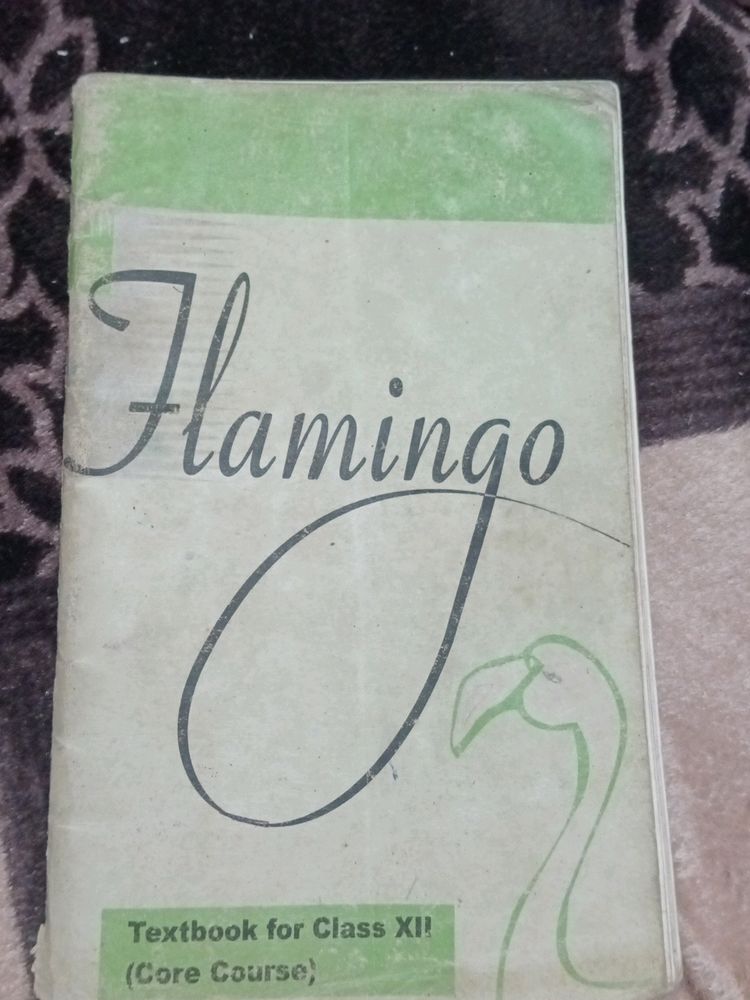 Flamingo
Textbook for Class XII
(Core Course)